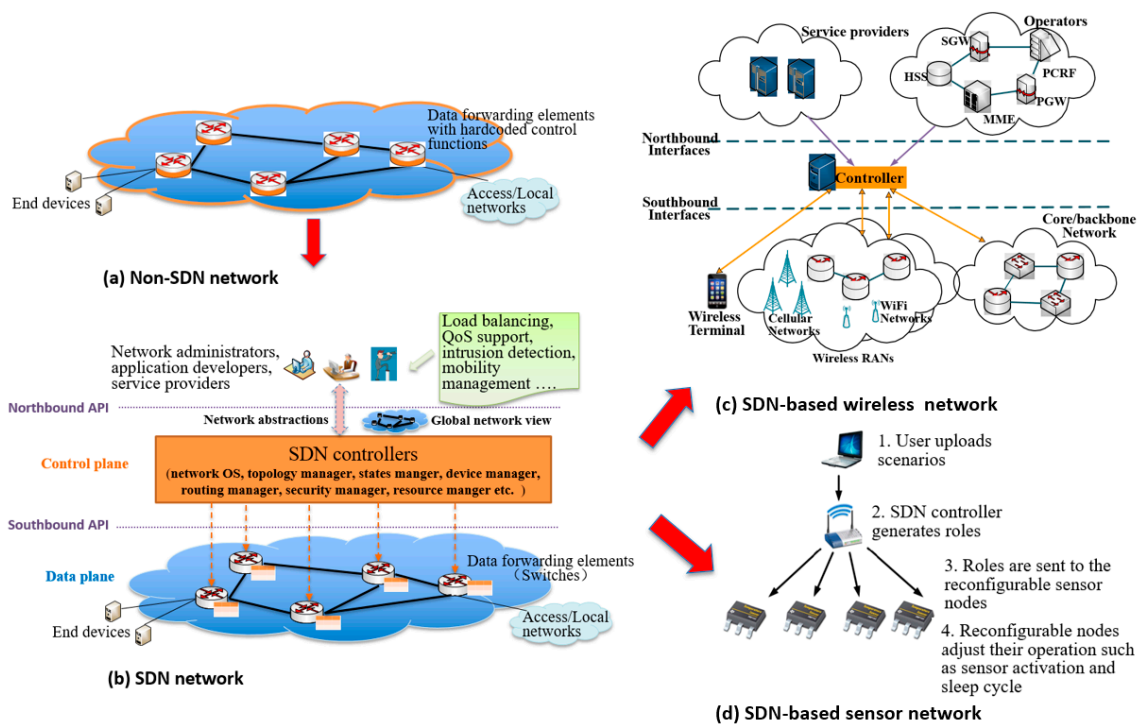 Data forwarding elements
with hardcoded control
functions
End devices
Access/Local
networks
(a) Non-SDN network
Network administrators,
application developers,
service providers
Load balancing,
QoS support,
intrusion detection,
mobility
management ….
Northbound API
Network abstractions
Global network view
Control plane
SDN controllers
(network OS, topology manager, states manger, device manager,
routing manager, security manager, resource manger etc. )
Southbound API
Data plane
Data forwarding elements
(Switches)
End devices
Access/Local
networks
(b) SDN network
Service providers
Operators
SGW
HSS
PCRF
PGW
MME
Northbound
Interfaces
Controller
Southbound
Interfaces
Core/backbone
Network
Wireless
Terminal
Cellular
Networks
WiFi
Networks
Wireless RANs
(c) SDN-based wireless network
1. User uploads
scenarios
2. SDN controller
generates roles
3. Roles are sent to the
reconfigurable sensor
nodes
4. Reconfigurable nodes
adjust their operation such
as sensor activation and
sleep cycle
(d) SDN-based sensor network